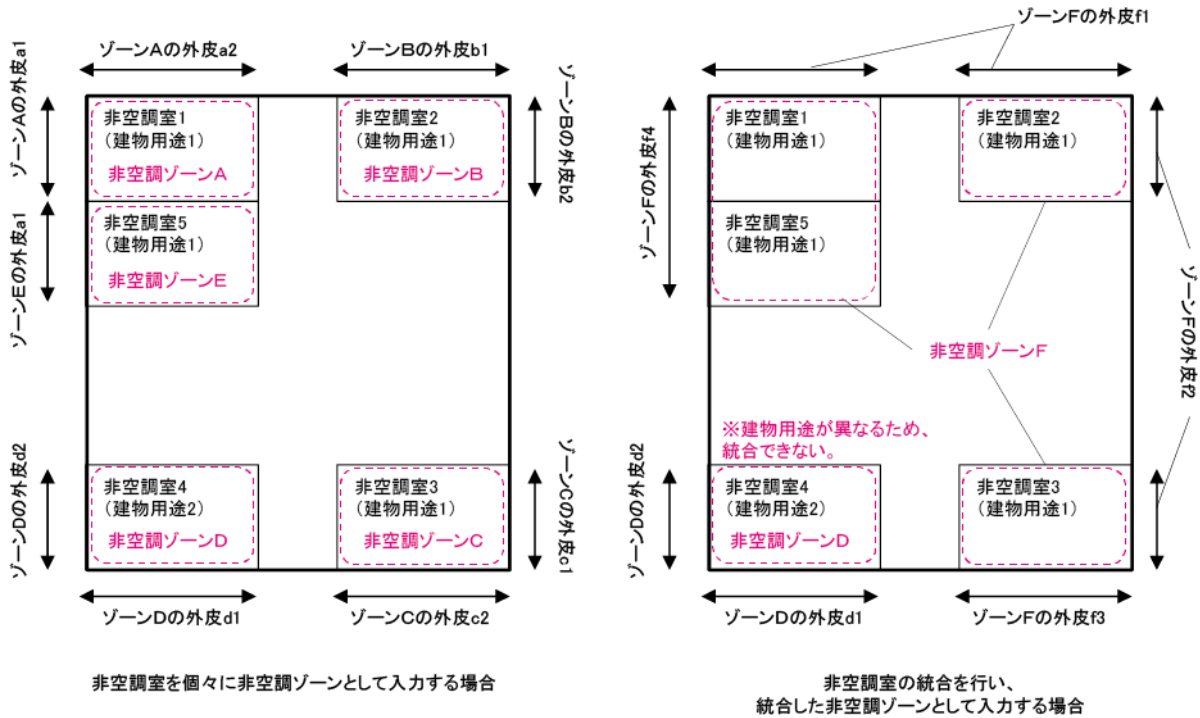 ゾーンAの外皮a2
ゾーンBの外皮b1
ゾーンAの外皮a1
ゾーンBの外皮b2
非空調室1
(建物用途1)
非空調ゾーンA
非空調室2
(建物用途1)
非空調ゾーンB
ゾーンEの外皮a1
非空調室5
(建物用途1)
非空調ゾーンE
ゾーンDの外皮d2
非空調室4
(建物用途2)
非空調ゾーンD
非空調室3
(建物用途1)
非空調ゾーンC
ゾーンCの外皮c1
ゾーンDの外皮d1
ゾーンCの外皮c2
非空調室を個々に非空調ゾーンとして入力する場合
ゾーンFの外皮f1
ゾーンFの外皮f4
非空調室1
(建物用途1)
非空調室2
(建物用途1)
非空調室5
(建物用途1)
ゾーンFの外皮f2
非空調ゾーンF
※建物用途が異なるため、
統合できない。
ゾーンDの外皮d2
非空調室4
(建物用途2)
非空調ゾーンD
非空調室3
(建物用途1)
ゾーンDの外皮d1
ゾーンFの外皮f3
非空調室の統合を行い、
統合した非空調ゾーンとして入力する場合